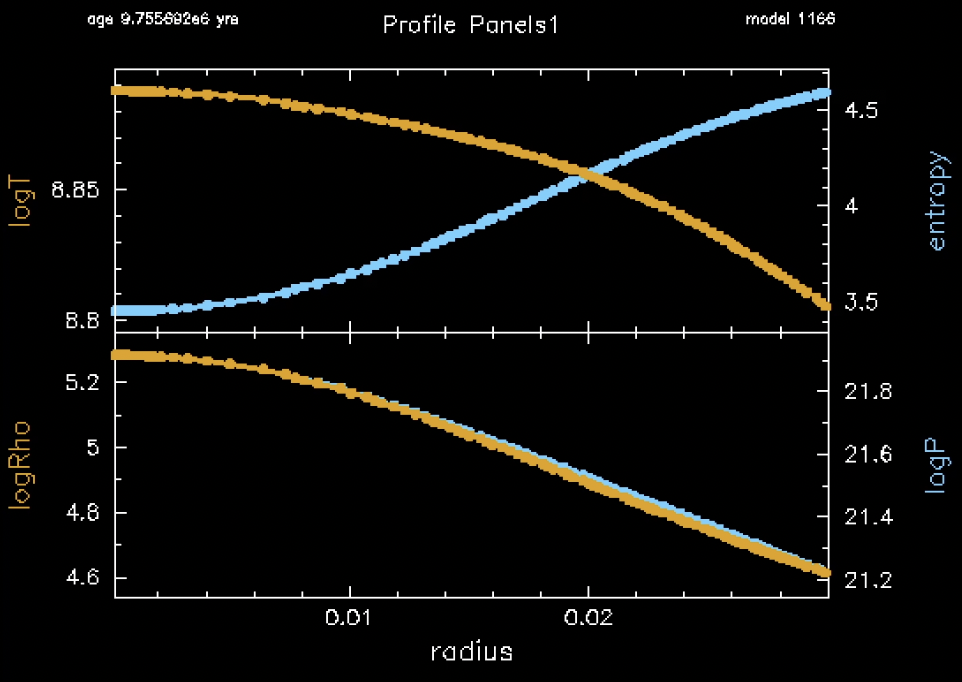 age 9.755692e6 yrs
Profile Panels1
model 1166
logT
8.85
8.8
4.5
4
3.5
entropy
logRho
5.2
5
4.8
4.6
21.8
21.6
21.4
21.2
logP
0.01
0.02
radius